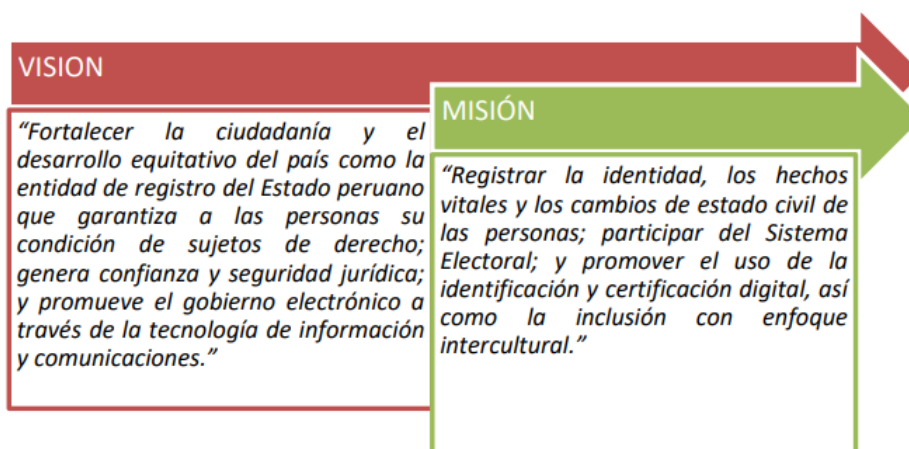 VISION
“Fortalecer la ciudadanía y el
desarrollo equitativo del país como la
entidad de registro del Estado peruano
que garantiza a las personas su
condición de sujetos de derecho;
genera confianza y seguridad jurídica;
y promueve el gobierno electrónico a
través de la tecnología de información
y comunicaciones.”
MISIÓN
“Registrar la identidad, los hechos
vitales y los cambios de estado civil de
las personas; participar del Sistema
Electoral; y promover el uso de la
identificación y certificación digital, así
como la inclusión con enfoque
intercultural.”